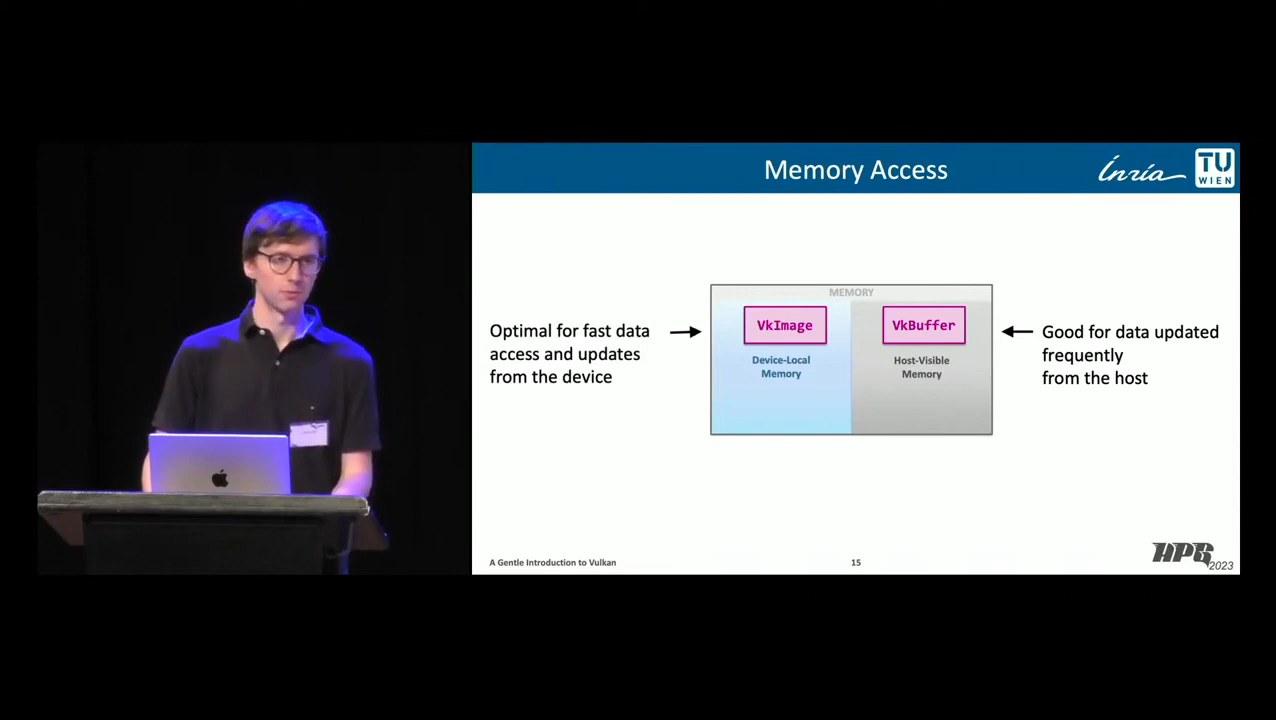 Memory Access
Inria
TU
WIEN
MEMORY
VkImage
VkBuffer
Optimal for fast data
access and updates
from the device
Device-Local
Memory
Host-Visible
Memory
Good for data updated
frequently
from the host
A Gentle Introduction to Vulkan
15
HPG
2023